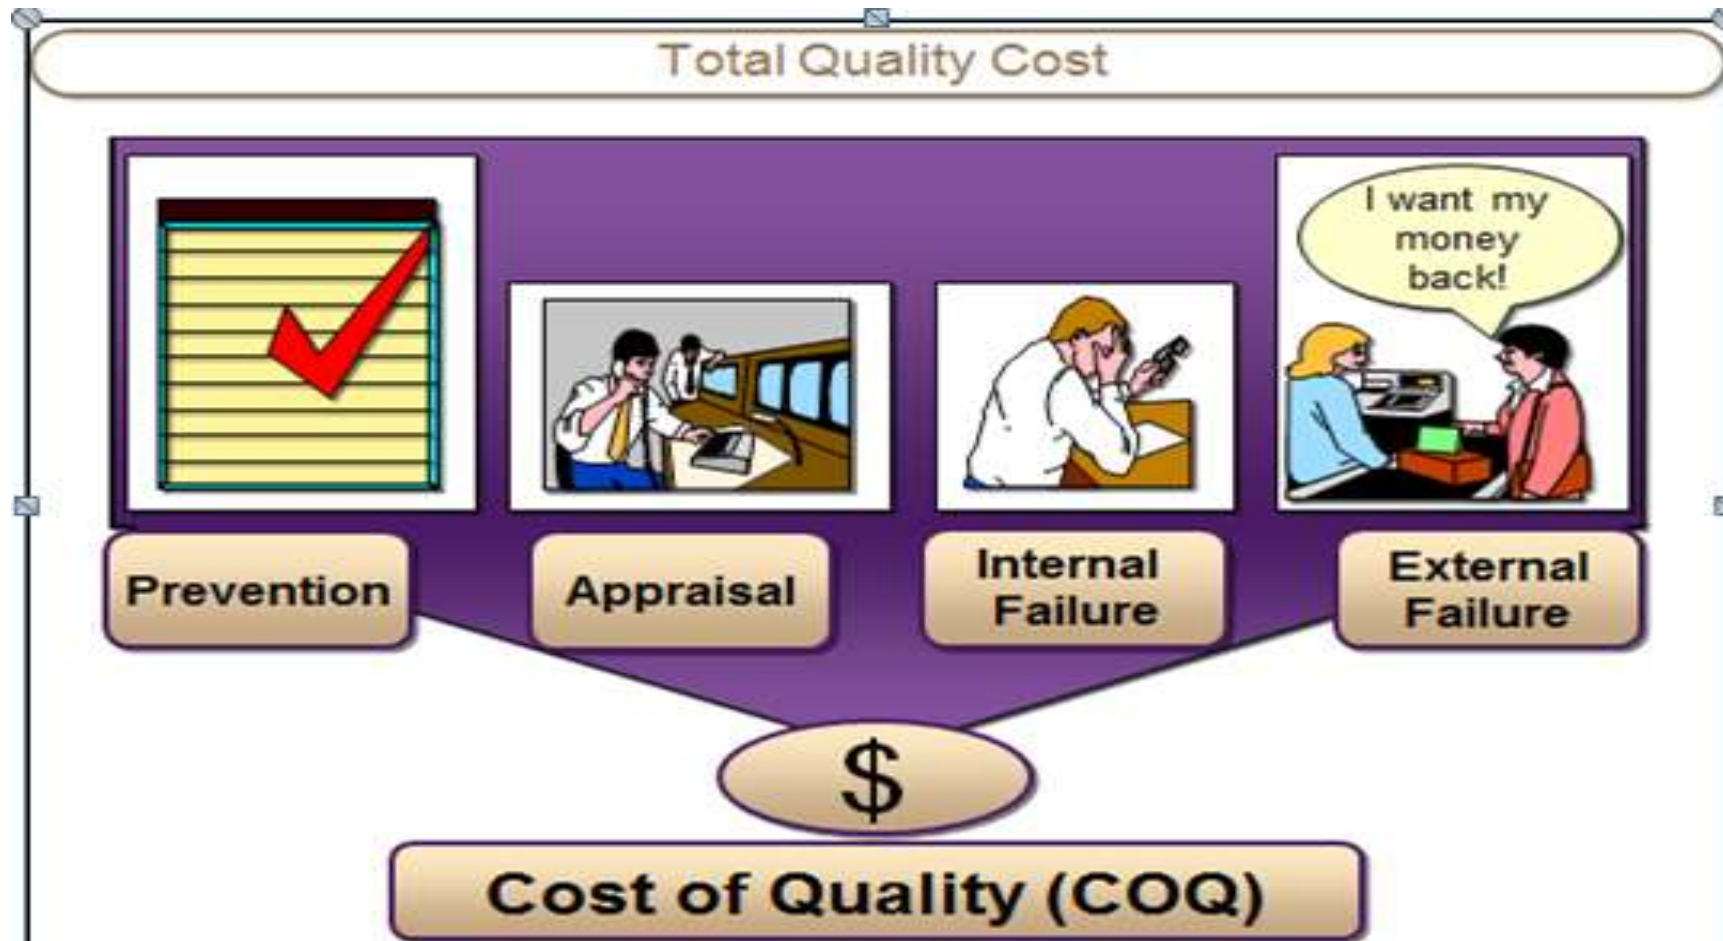 Total Quality Cost
I want my
money
back!
Prevention
Appraisal
Internal
Failure
External
Failure
$
Cost of Quality (COQ)